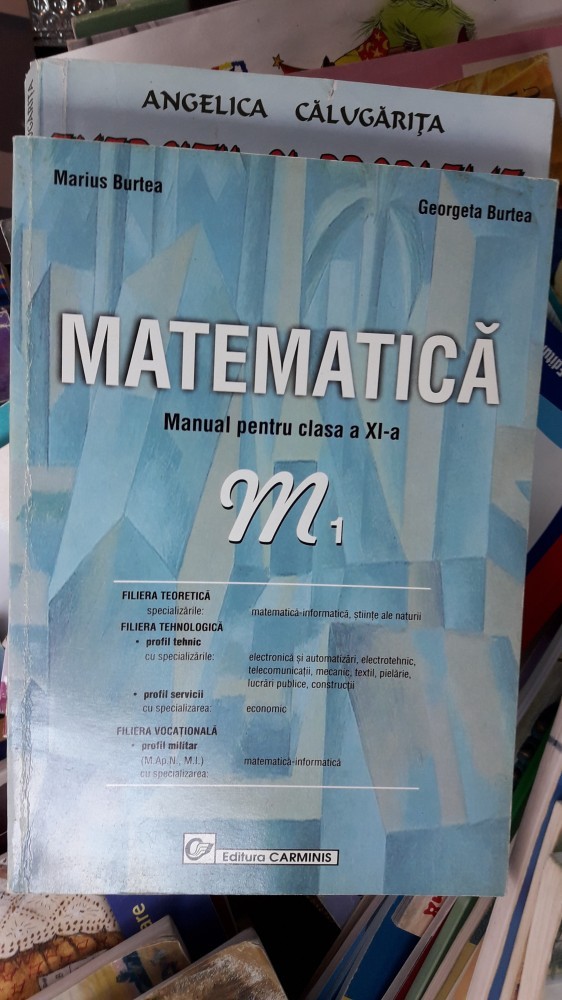 ANGELICA CĂLUGĂRIȚA
Marius Burtea
Georgeta Burtea
MATEMATICĂ
Manual pentru clasa a XI-a
M1
FILIERA TEORETICĂ
specializările: matematică-informatică, științe ale naturii
FILIERA TEHNOLOGICĂ
• profil tehnic
cu specializările: electronică și automatizări, electrotehnic,
telecomunicații, mecanic, textil, pielărie,
lucrări publice, construcții
• profil servicii
cu specializarea: economic
FILIERA VOCAȚIONALĂ
• profil militar
(M.Ap.N., M.I.) matematică-informatică
cu specializarea:
Editura CARMINIS